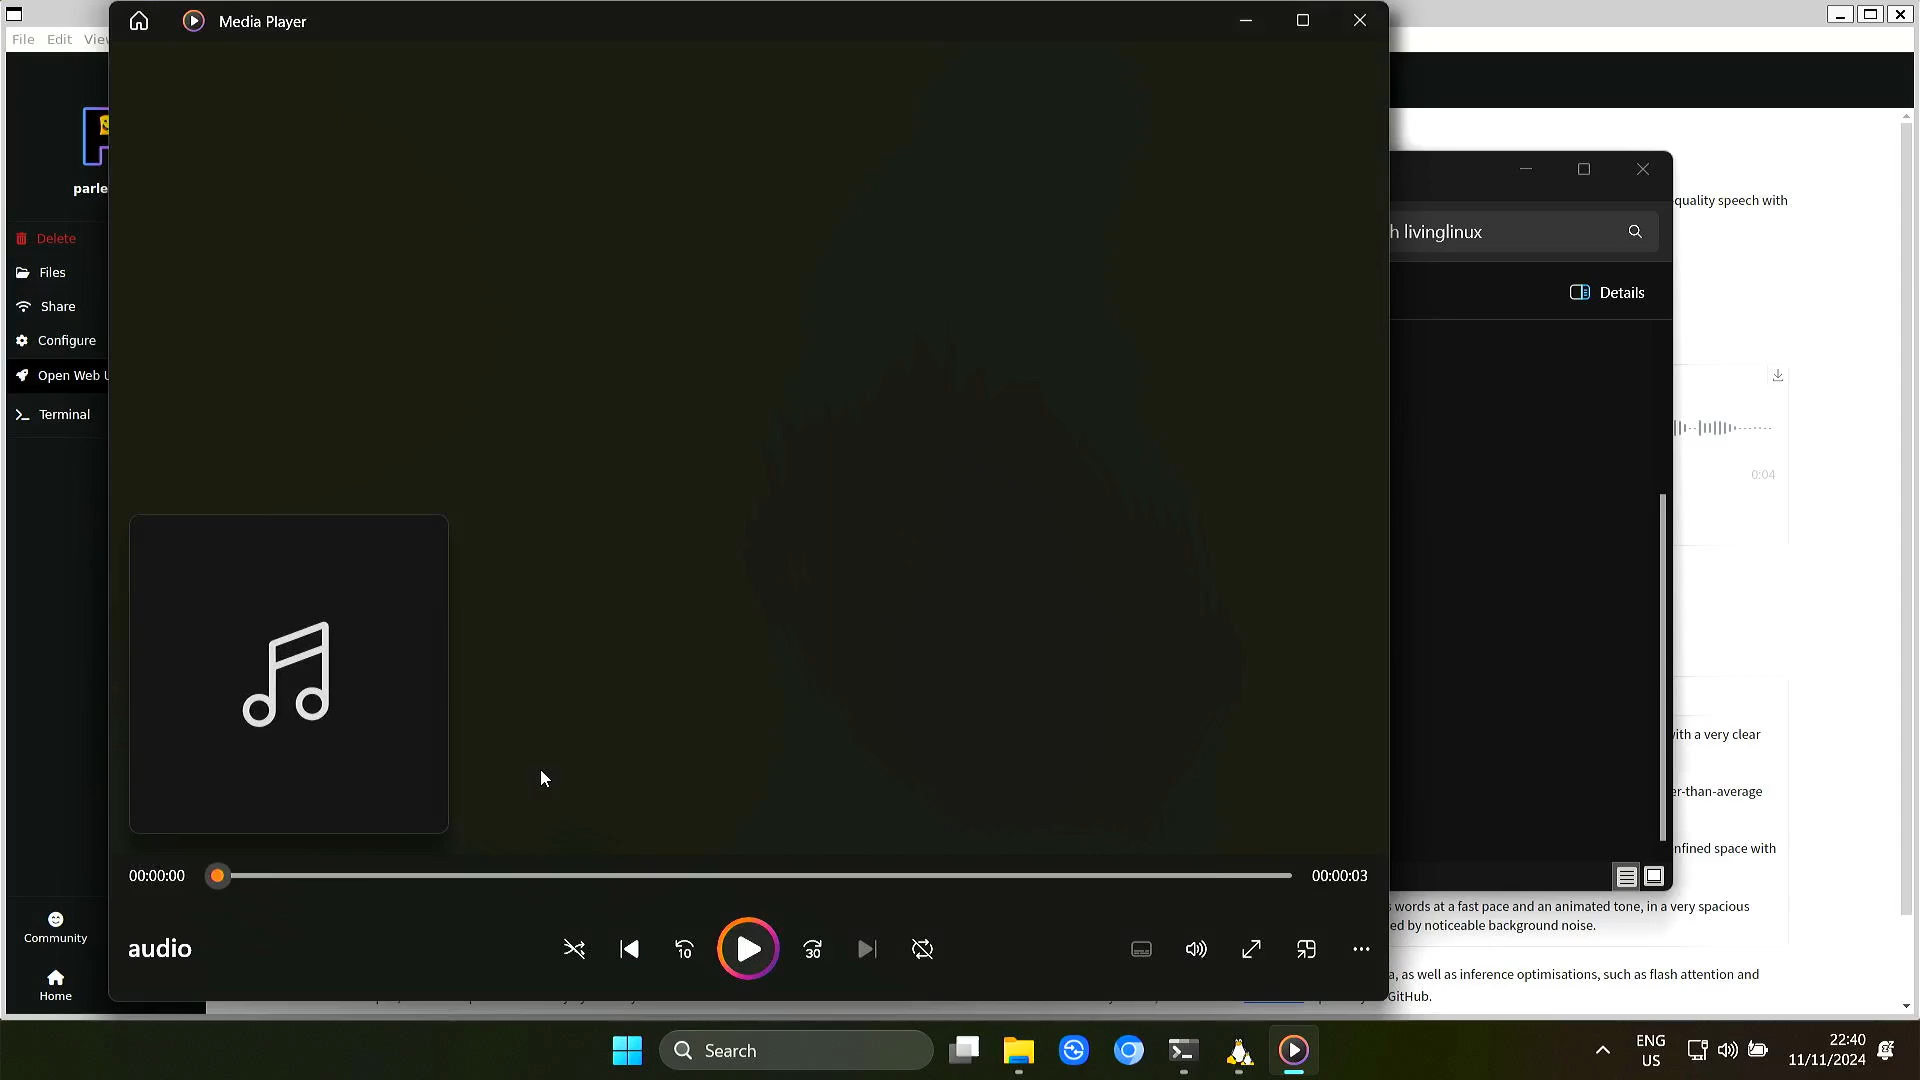 Media Player
File Edit View
parle
quality speech with
h livinglinux
Delete
Files
Details
Share
Configure
Open Web U
Terminal
0:04
with a very clear
er-than-average
nfined space with
00:00:00
00:00:03
s words at a fast pace and an animated tone, in a very spacious
ed by noticeable background noise.
Community
audio
10
30
a, as well as inference optimisations, such as flash attention and
GitHub.
Home
Search
ENG
US
22:40
11/11/2024